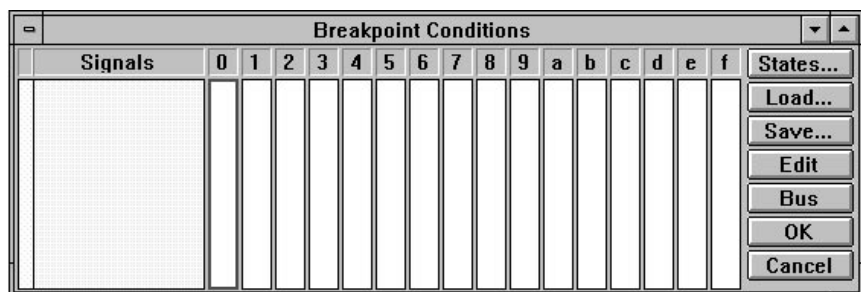 Breakpoint Conditions
Signals 0 1 2 3 4 5 6 7 8 9 a b c d e f
States...
Load...
Save...
Edit
Bus
OK
Cancel